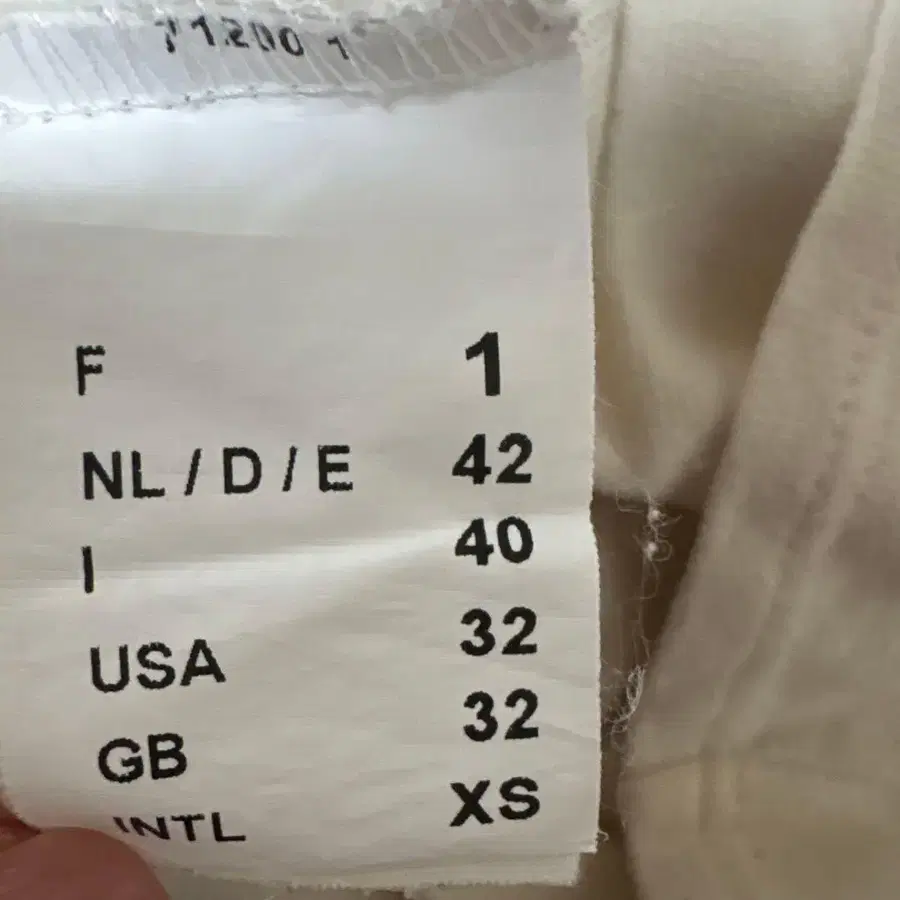 71200 1
F 1
NL / D / E 42
I 40
USA 32
GB 32
INTL XS